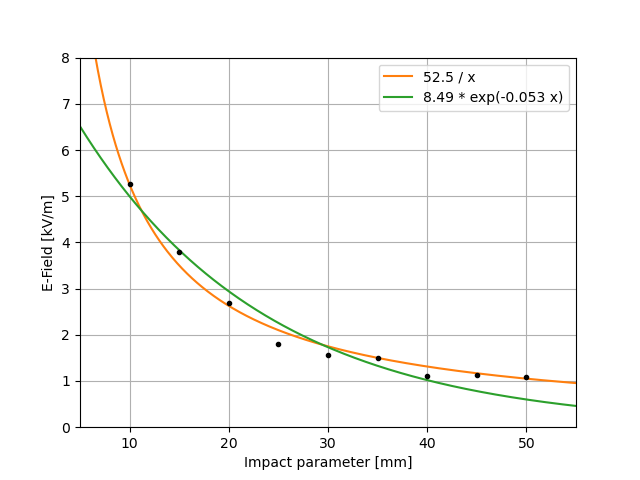 8
7
6
5
4
3
2
1
0
E-Field [kV/m]
52.5 / x
8.49 * exp(-0.053 x)
10 20 30 40 50
Impact parameter [mm]